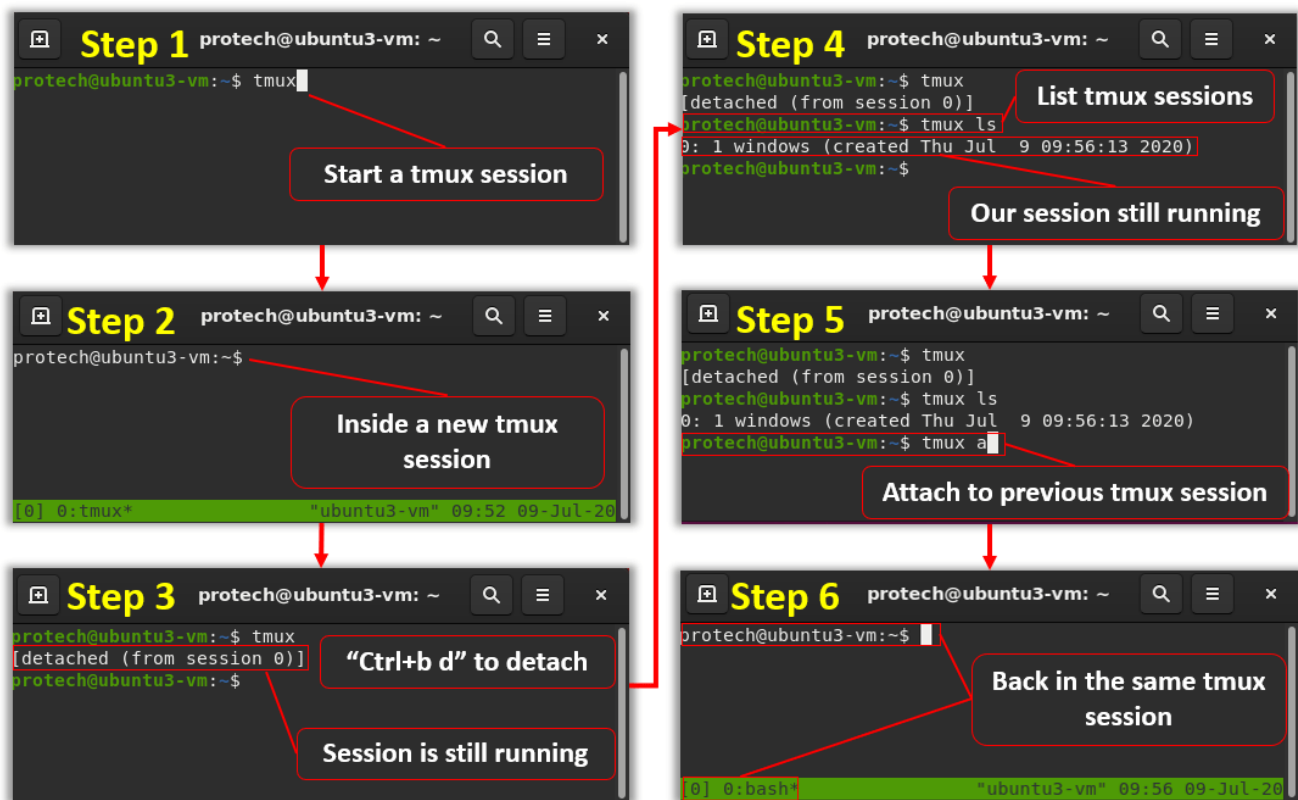 Step 1 protech@ubuntu3-vm: ~
protech@ubuntu3-vm:~$ tmux
Start a tmux session
Step 2 protech@ubuntu3-vm: ~
protech@ubuntu3-vm:~$
Inside a new tmux
session
[0] 0:tmux* "ubuntu3-vm" 09:52 09-Jul-20
Step 3 protech@ubuntu3-vm: ~
protech@ubuntu3-vm:~$ tmux
[detached (from session 0)]
protech@ubuntu3-vm:~$
“Ctrl+b d” to detach
Session is still running
Step 4 protech@ubuntu3-vm: ~
protech@ubuntu3-vm:~$ tmux
[detached (from session 0)]
protech@ubuntu3-vm:~$ tmux ls
0: 1 windows (created Thu Jul  9 09:56:13 2020)
protech@ubuntu3-vm:~$
List tmux sessions
Our session still running
Step 5 protech@ubuntu3-vm: ~
protech@ubuntu3-vm:~$ tmux
[detached (from session 0)]
protech@ubuntu3-vm:~$ tmux ls
0: 1 windows (created Thu Jul  9 09:56:13 2020)
protech@ubuntu3-vm:~$ tmux a
Attach to previous tmux session
Step 6 protech@ubuntu3-vm: ~
protech@ubuntu3-vm:~$
Back in the same tmux
session
[0] 0:bash* "ubuntu3-vm" 09:56 09-Jul-20